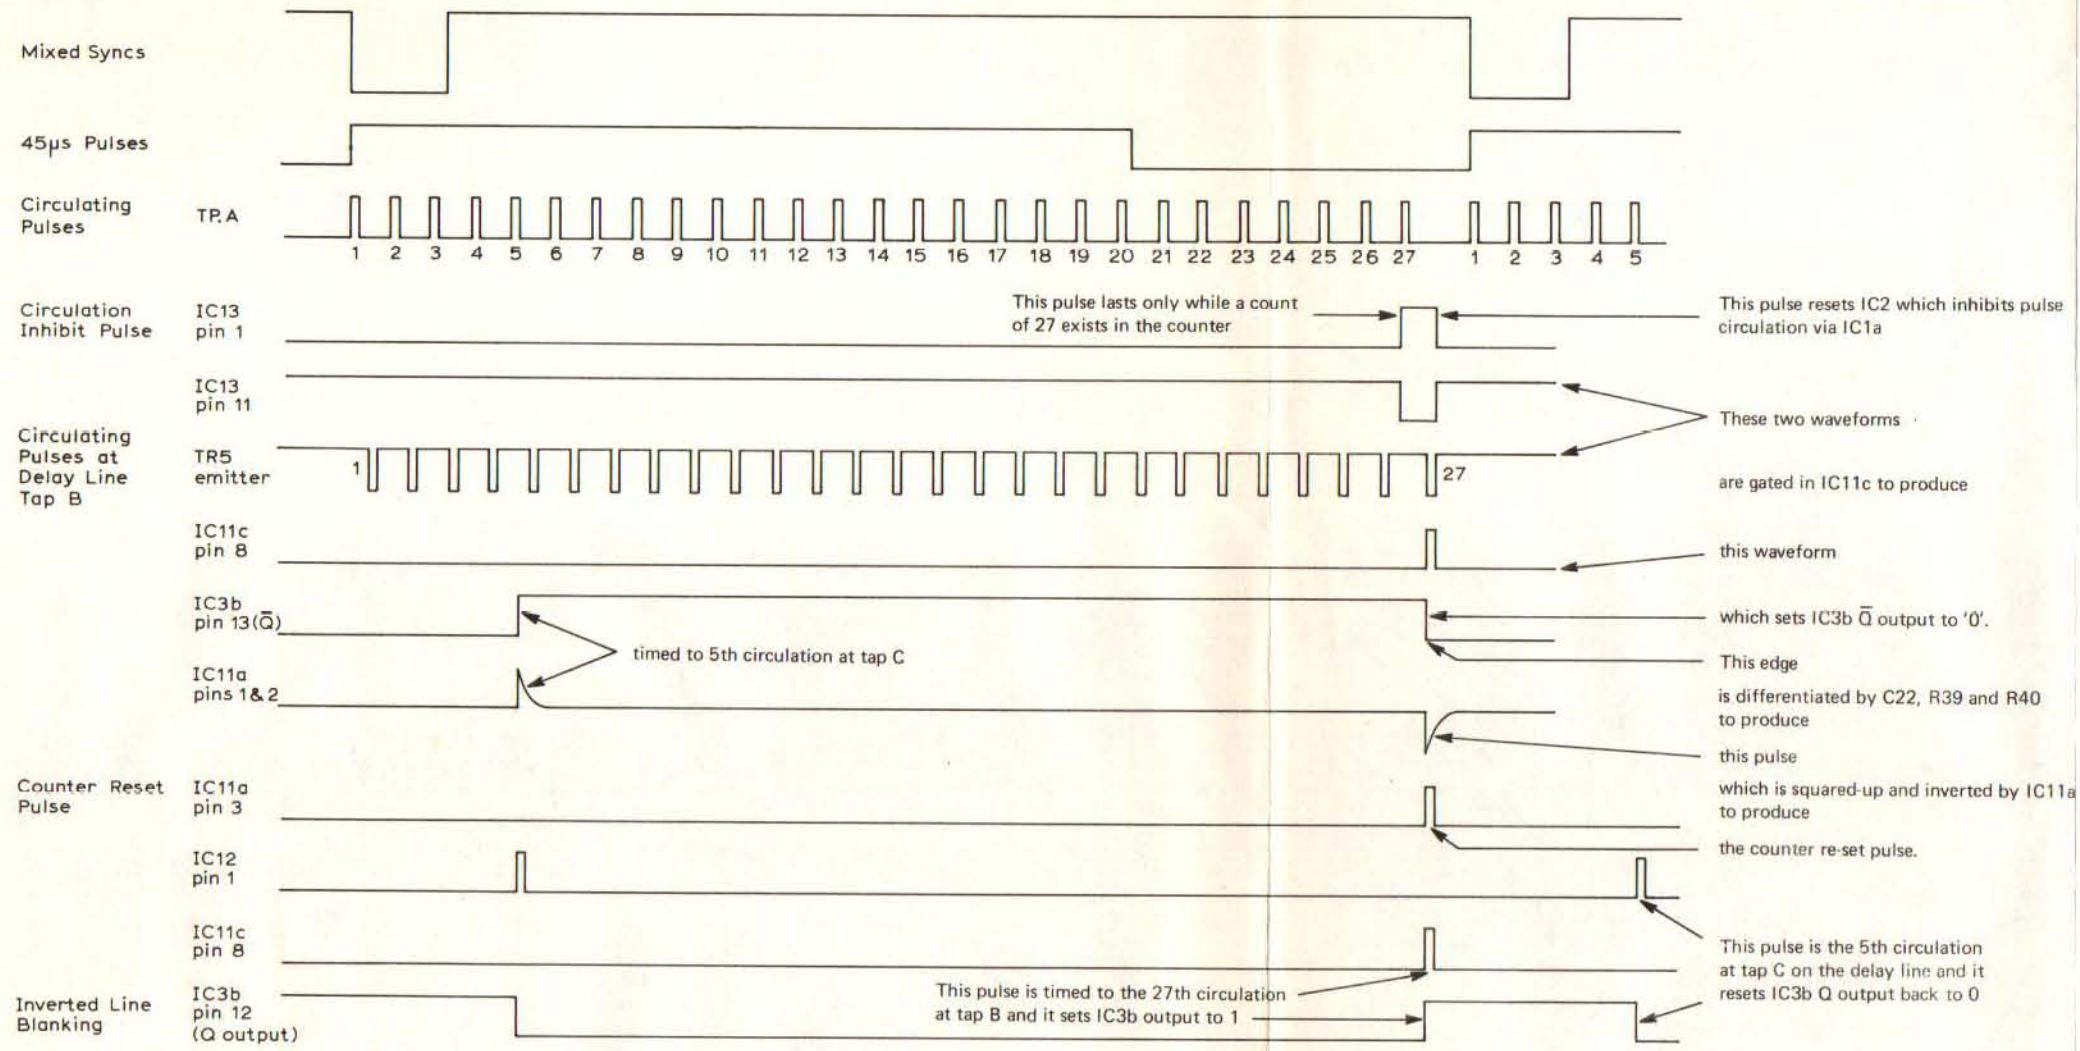 Mixed Syncs
45µs Pulses
Circulating
Pulses
TP.A
1 2 3 4 5 6 7 8 9 10 11 12 13 14 15 16 17 18 19 20 21 22 23 24 25 26 27 1 2 3 4 5
Circulation
Inhibit Pulse
IC13
pin 1
This pulse lasts only while a count
of 27 exists in the counter
This pulse resets IC2 which inhibits pulse
circulation via IC1a
IC13
pin 11
These two waveforms
Circulating
Pulses at
Delay Line
Tap B
TR5
emitter
1
27
are gated in IC11c to produce
IC11c
pin 8
this waveform
IC3b
pin 13(Q̅)
which sets IC3b Q̅ output to '0'.
timed to 5th circulation at tap C
This edge
IC11a
pins 1&2
is differentiated by C22, R39 and R40
to produce
this pulse
Counter Reset
Pulse
IC11a
pin 3
which is squared-up and inverted by IC11a
to produce
the counter re-set pulse.
IC12
pin 1
IC11c
pin 8
This pulse is the 5th circulation
at tap C on the delay line and it
resets IC3b Q output back to 0
Inverted Line
Blanking
IC3b
pin 12
(Q output)
This pulse is timed to the 27th circulation
at tap B and it sets IC3b output to 1